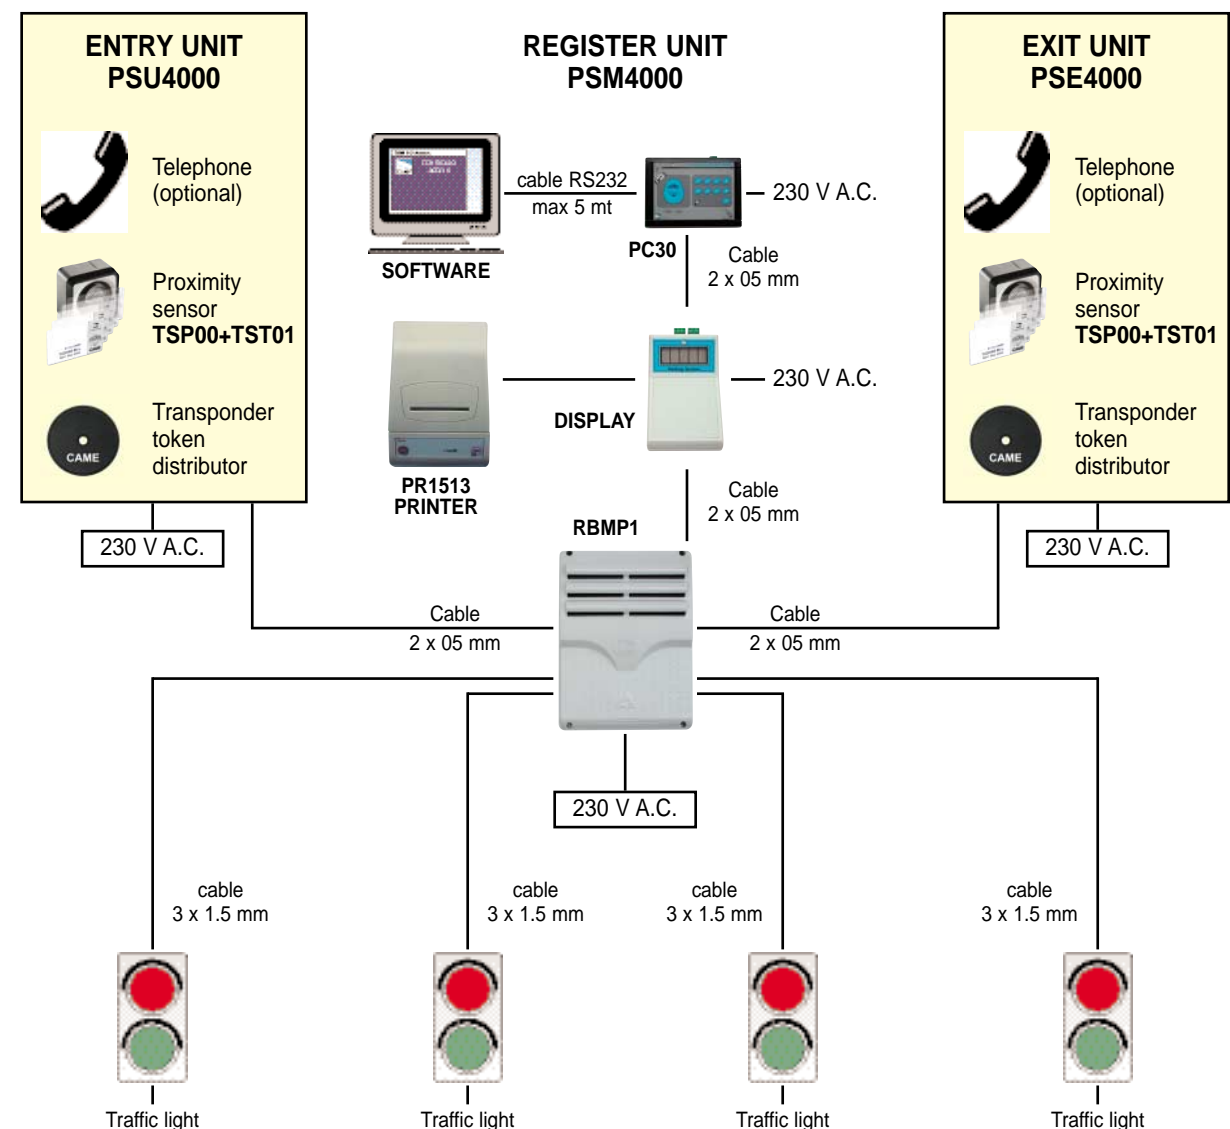 ENTRY UNIT
PSU4000
Telephone
(optional)
Proximity
sensor
TSP00+TST01
CAME
Transponder
token
distributor
230 V A.C.
REGISTER UNIT
PSM4000
SOFTWARE
cable RS232
max 5 mt
PC30
230 V A.C.
Cable
2 x 05 mm
PR1513
PRINTER
DISPLAY
230 V A.C.
Cable
2 x 05 mm
RBMP1
EXIT UNIT
PSE4000
Telephone
(optional)
Proximity
sensor
TSP00+TST01
CAME
Transponder
token
distributor
230 V A.C.
Cable
2 x 05 mm
Cable
2 x 05 mm
230 V A.C.
cable
3 x 1.5 mm
cable
3 x 1.5 mm
cable
3 x 1.5 mm
cable
3 x 1.5 mm
Traffic light
Traffic light
Traffic light
Traffic light